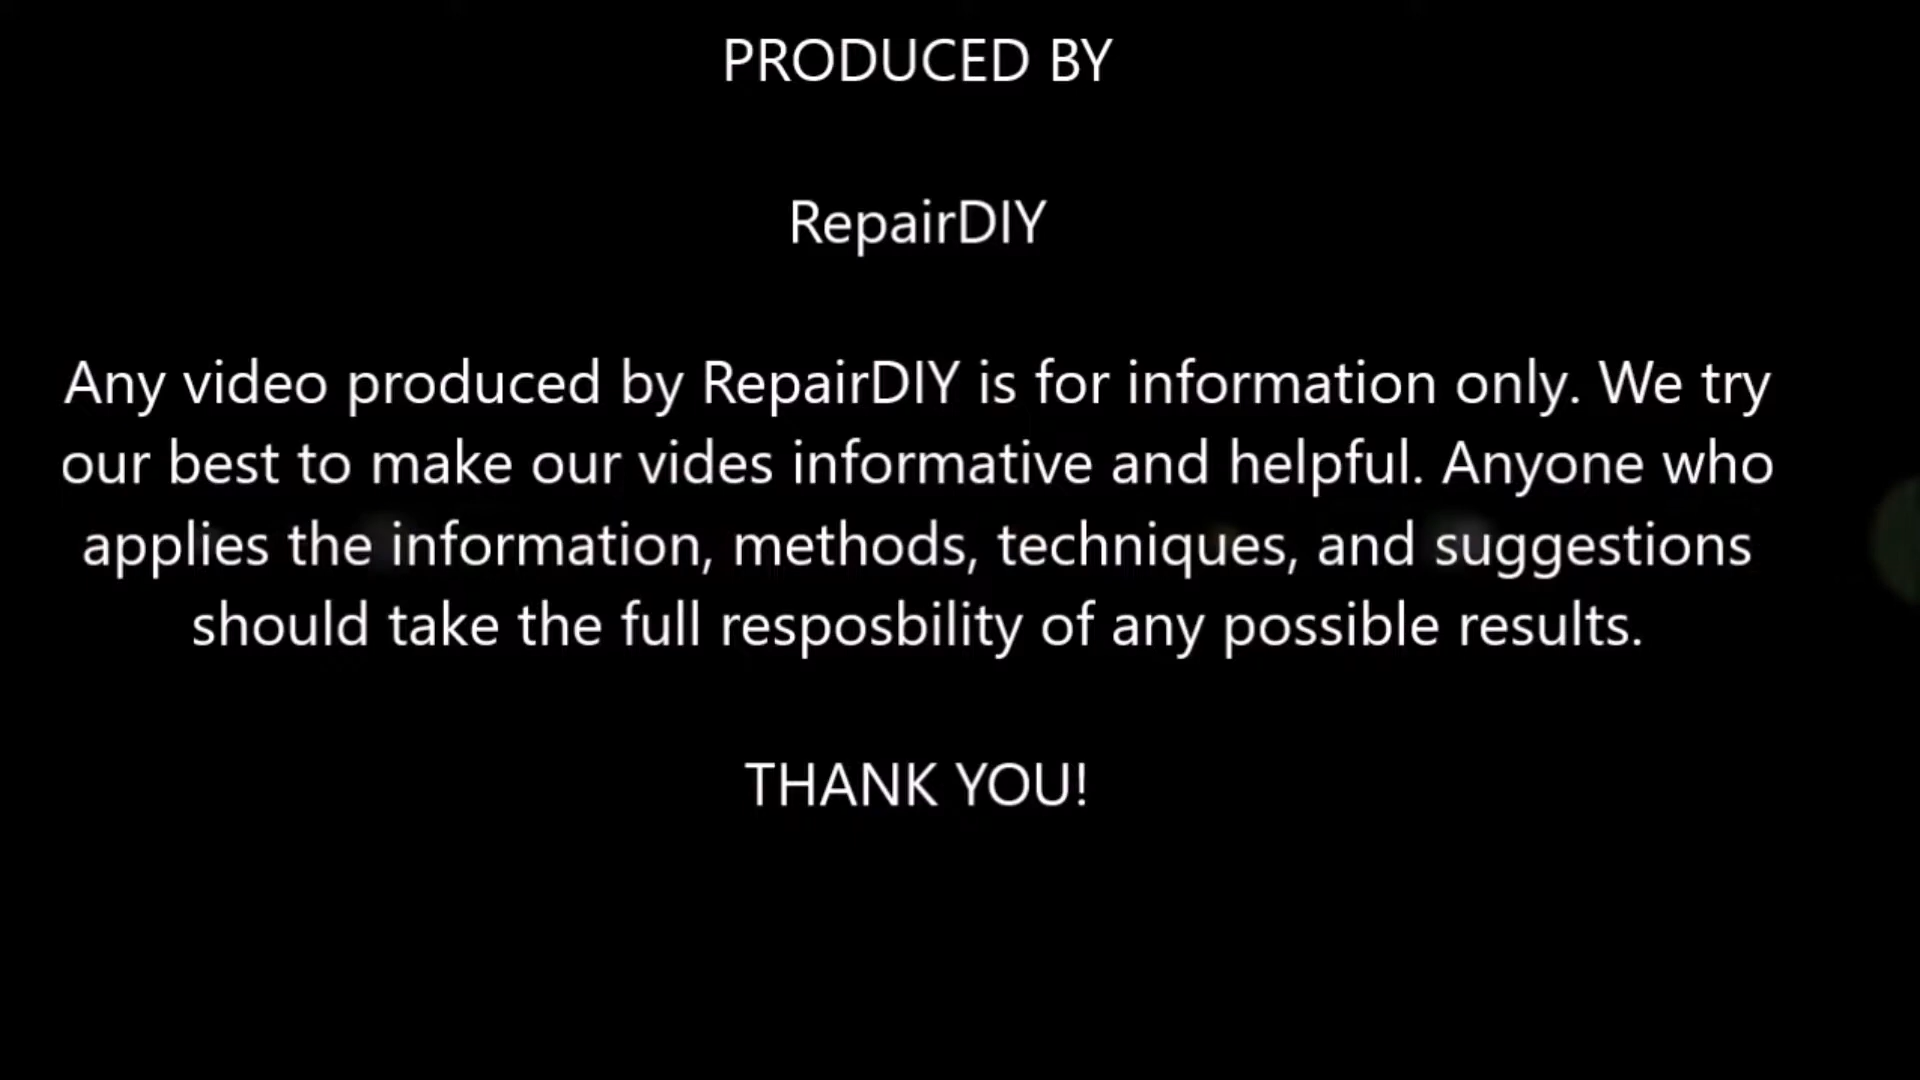 PRODUCED BY
RepairDIY
Any video produced by RepairDIY is for information only. We try
our best to make our vides informative and helpful. Anyone who
applies the information, methods, techniques, and suggestions
should take the full resposbility of any possible results.
THANK YOU!